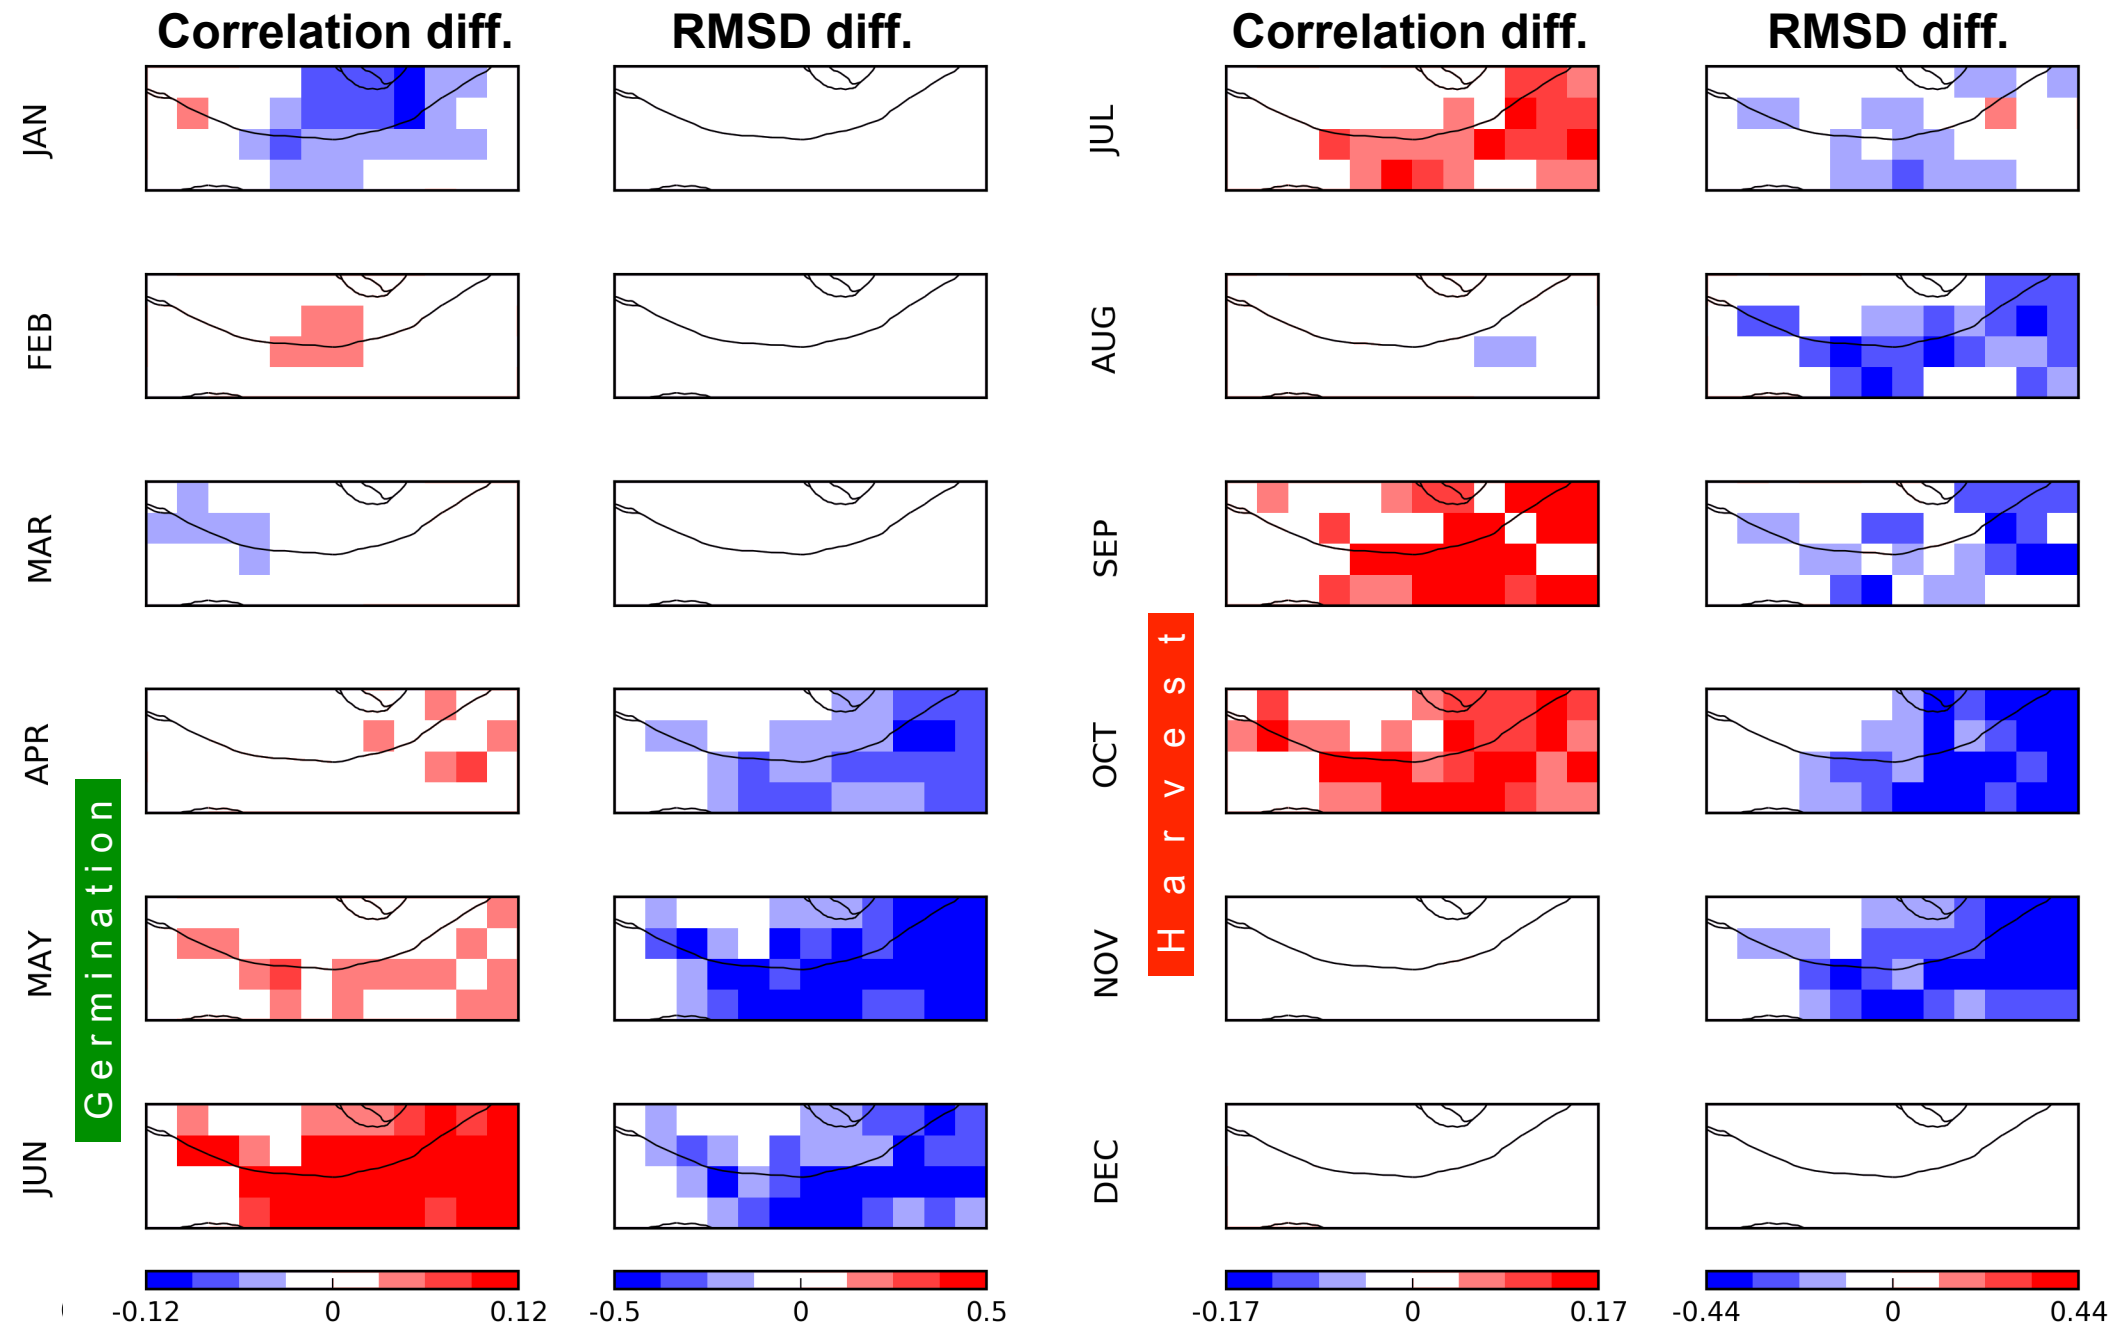 Correlation diff.
RMSD diff.
Correlation diff.
RMSD diff.
JAN
FEB
MAR
APR
MAY
JUN
Germination
-0.12
0
0.12
-0.5
0
0.5
JUL
AUG
SEP
OCT
NOV
DEC
Harvest
-0.17
0
0.17
-0.44
0
0.44